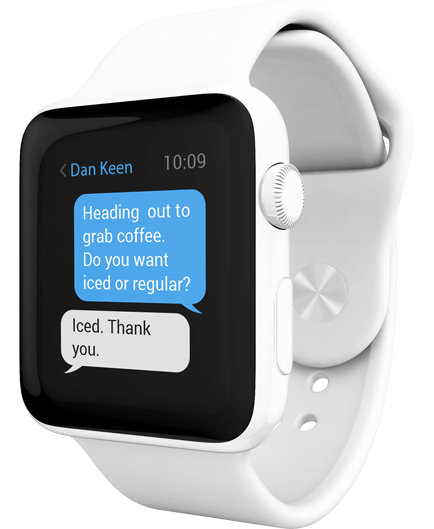 < Dan Keen 10:09
Heading out to
grab coffee.
Do you want
iced or regular?
Iced. Thank
you.